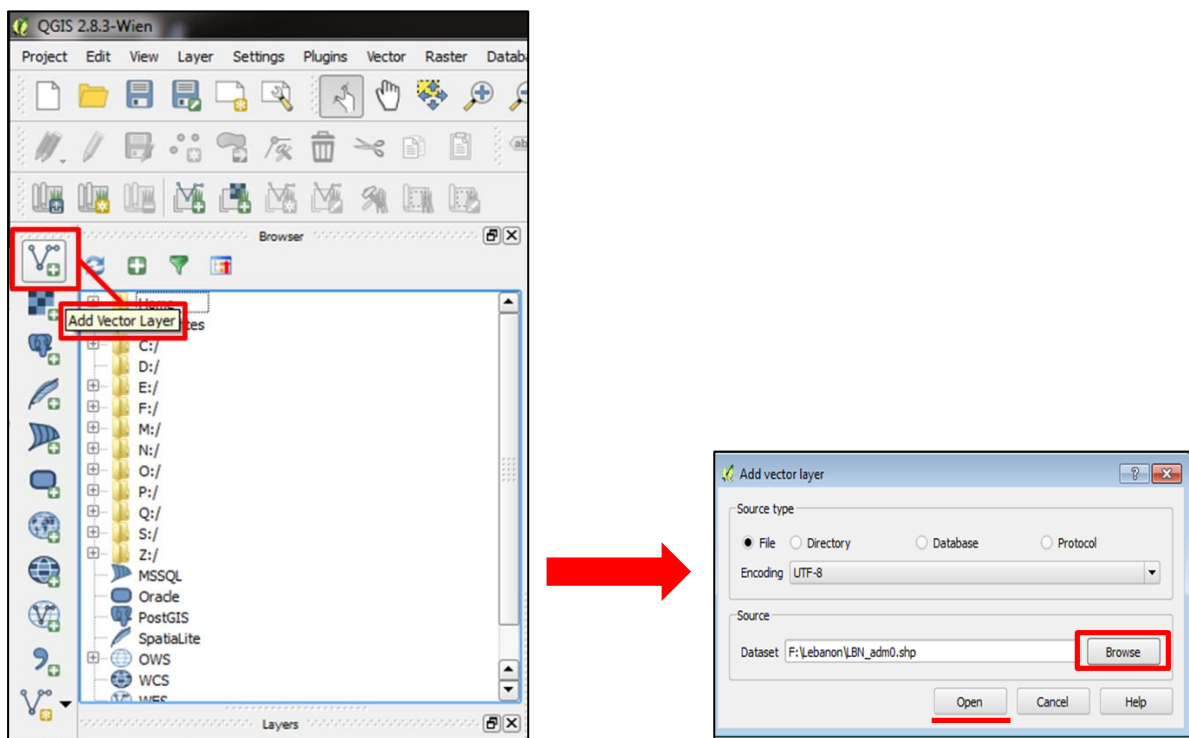 QGIS 2.8.3-Wien
Project Edit View Layer Settings Plugins Vector Raster
Browser
Add Vector Layer
C:/
D:/
E:/
F:/
M:/
N:/
O:/
P:/
Q:/
S:/
Z:/
MSSQL
Oracle
PostGIS
SpatiaLite
OWS
WCS
Layers
Add vector layer
Source type
File Directory Database Protocol
Encoding UTF-8
Source
Dataset F:\Lebanon\LBN_adm0.shp Browse
Open Cancel Help